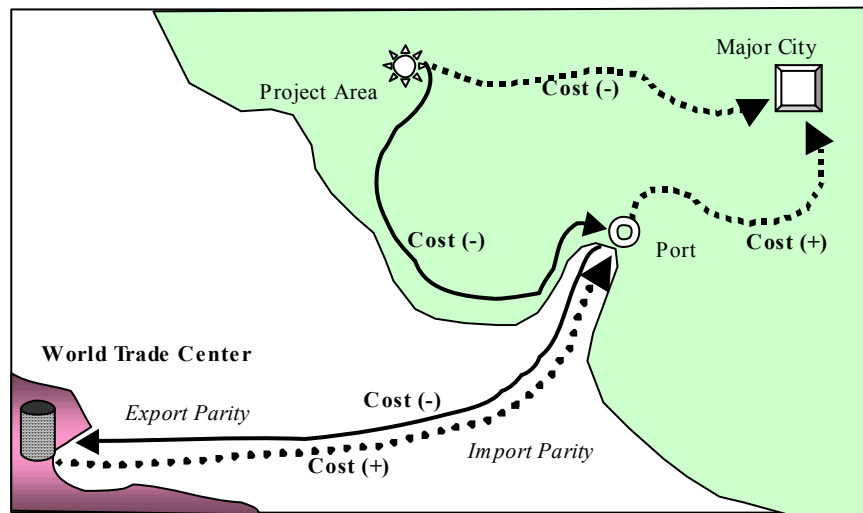 Major City
Project Area
Cost (-)
Cost (-)
Cost (+)
Port
World Trade Center
Export Parity
Cost (-)
Import Parity
Cost (+)